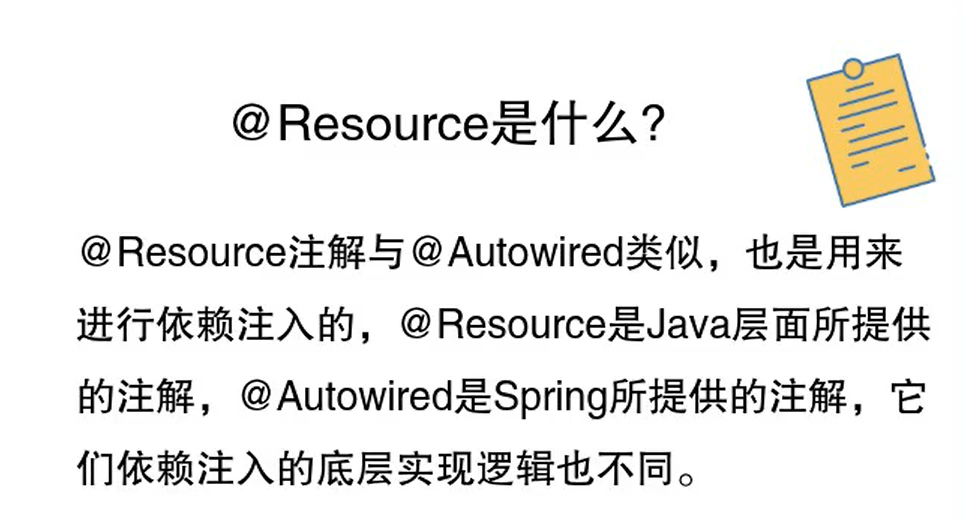 @Resource是什么?
@Resource注解与@Autowired类似，也是用来
进行依赖注入的，@Resource是Java层面所提供
的注解，@Autowired是Spring所提供的注解，它
们依赖注入的底层实现逻辑也不同。